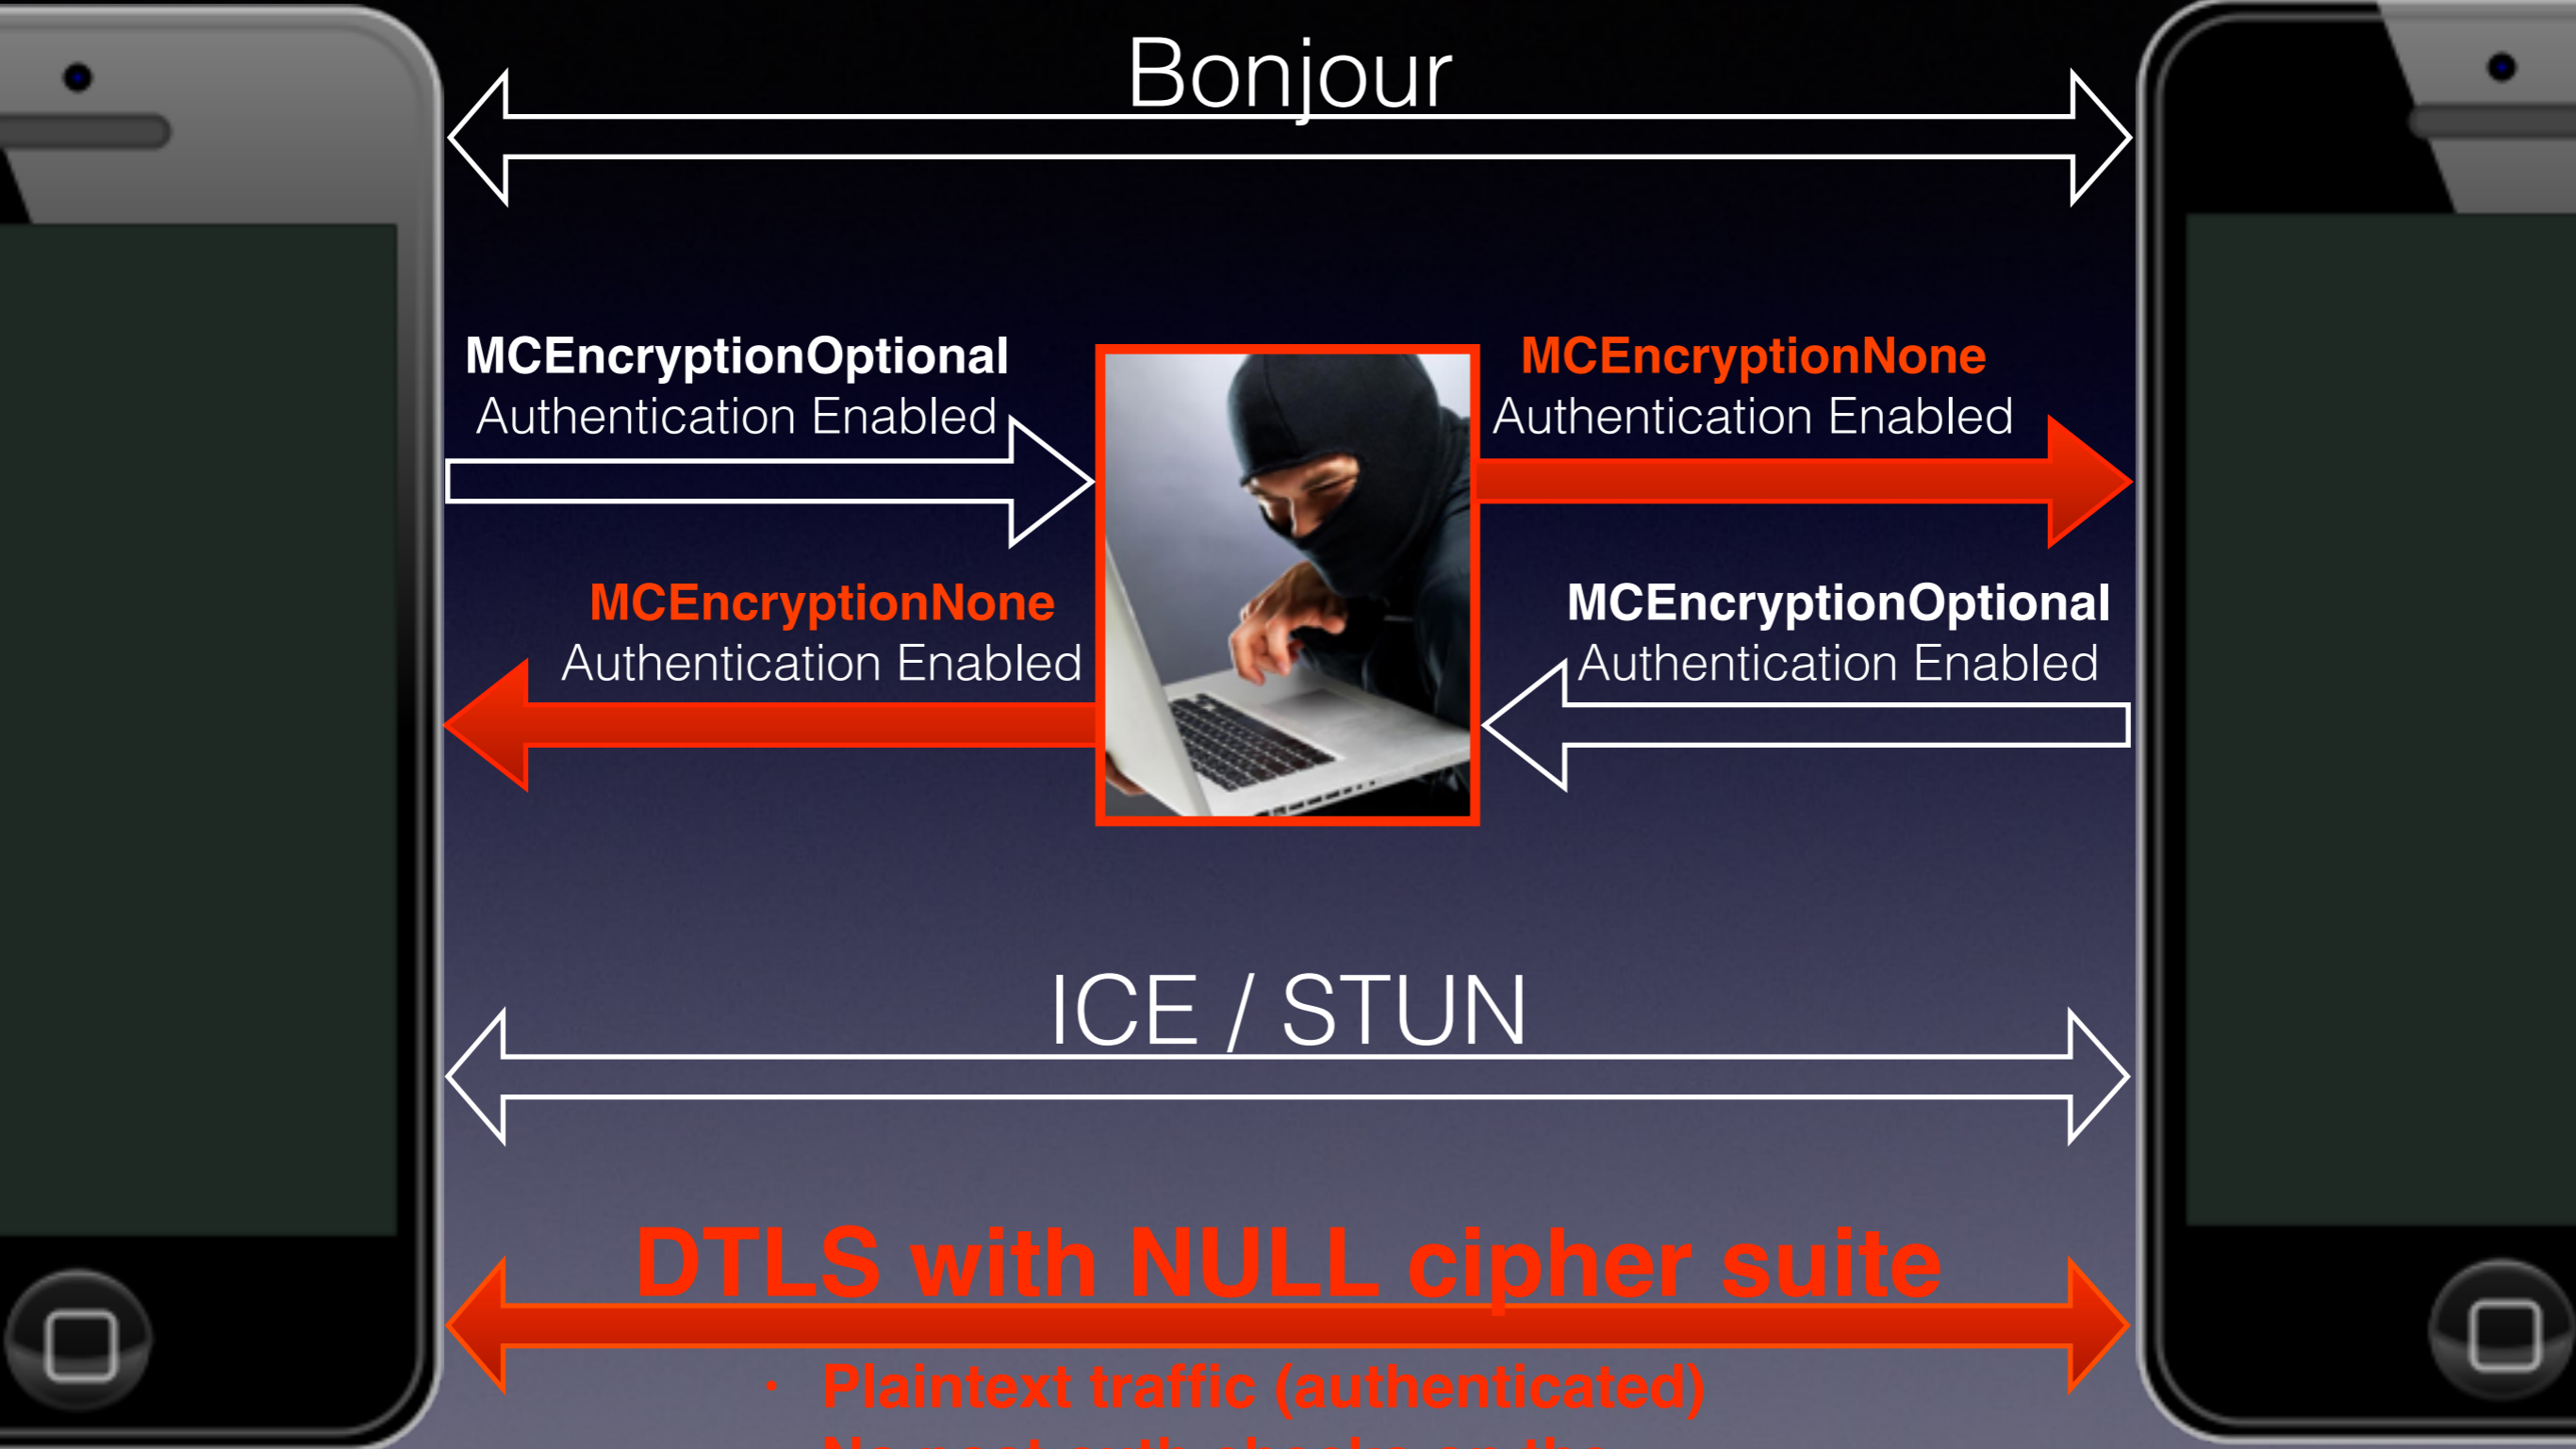 Bonjour
MCEncryptionOptional
Authentication Enabled
MCEncryptionNone
Authentication Enabled
MCEncryptionNone
Authentication Enabled
MCEncryptionOptional
Authentication Enabled
ICE / STUN
DTLS with NULL cipher suite
· Plaintext traffic (authenticated)